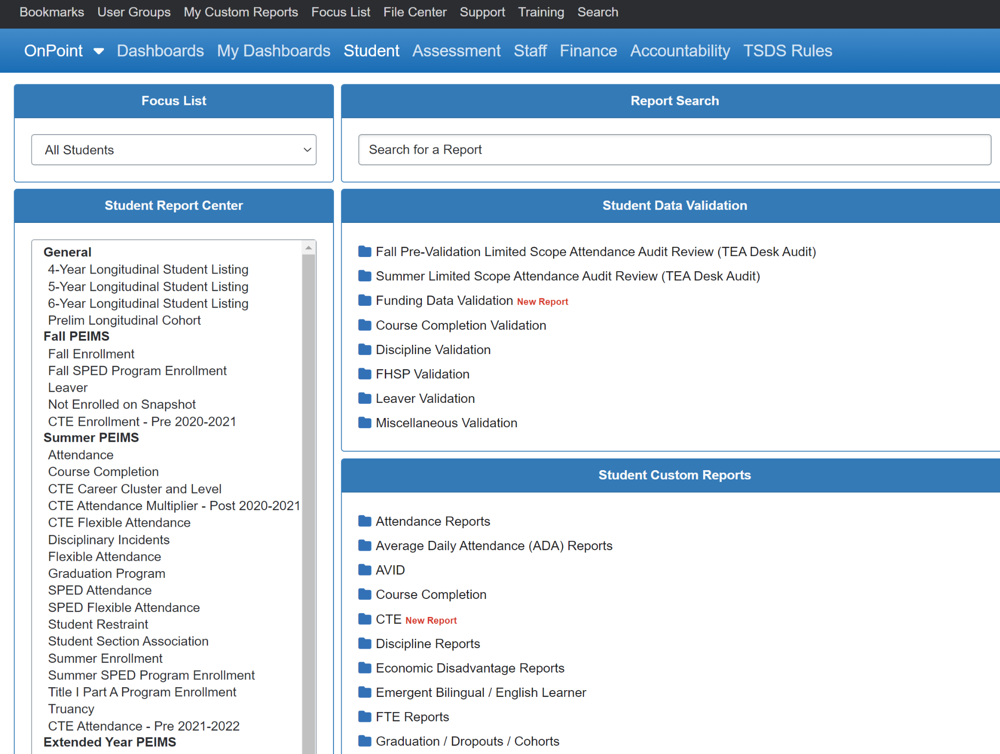 Bookmarks User Groups My Custom Reports Focus List File Center Support Training Search
OnPoint Dashboards My Dashboards Student Assessment Staff Finance Accountability TSDS Rules
Focus List
All Students
Report Search
Search for a Report
Student Report Center
General
4-Year Longitudinal Student Listing
5-Year Longitudinal Student Listing
6-Year Longitudinal Student Listing
Prelim Longitudinal Cohort
Fall PEIMS
Fall Enrollment
Fall SPED Program Enrollment
Leaver
Not Enrolled on Snapshot
CTE Enrollment - Pre 2020-2021
Summer PEIMS
Attendance
Course Completion
CTE Career Cluster and Level
CTE Attendance Multiplier - Post 2020-2021
CTE Flexible Attendance
Disciplinary Incidents
Flexible Attendance
Graduation Program
SPED Attendance
SPED Flexible Attendance
Student Restraint
Student Section Association
Summer Enrollment
Summer SPED Program Enrollment
Title I Part A Program Enrollment
Truancy
CTE Attendance - Pre 2021-2022
Extended Year PEIMS
Student Data Validation
Fall Pre-Validation Limited Scope Attendance Audit Review (TEA Desk Audit)
Summer Limited Scope Attendance Audit Review (TEA Desk Audit)
Funding Data Validation New Report
Course Completion Validation
Discipline Validation
FHSP Validation
Leaver Validation
Miscellaneous Validation
Student Custom Reports
Attendance Reports
Average Daily Attendance (ADA) Reports
AVID
Course Completion
CTE New Report
Discipline Reports
Economic Disadvantage Reports
Emergent Bilingual / English Learner
FTE Reports
Graduation / Dropouts / Cohorts